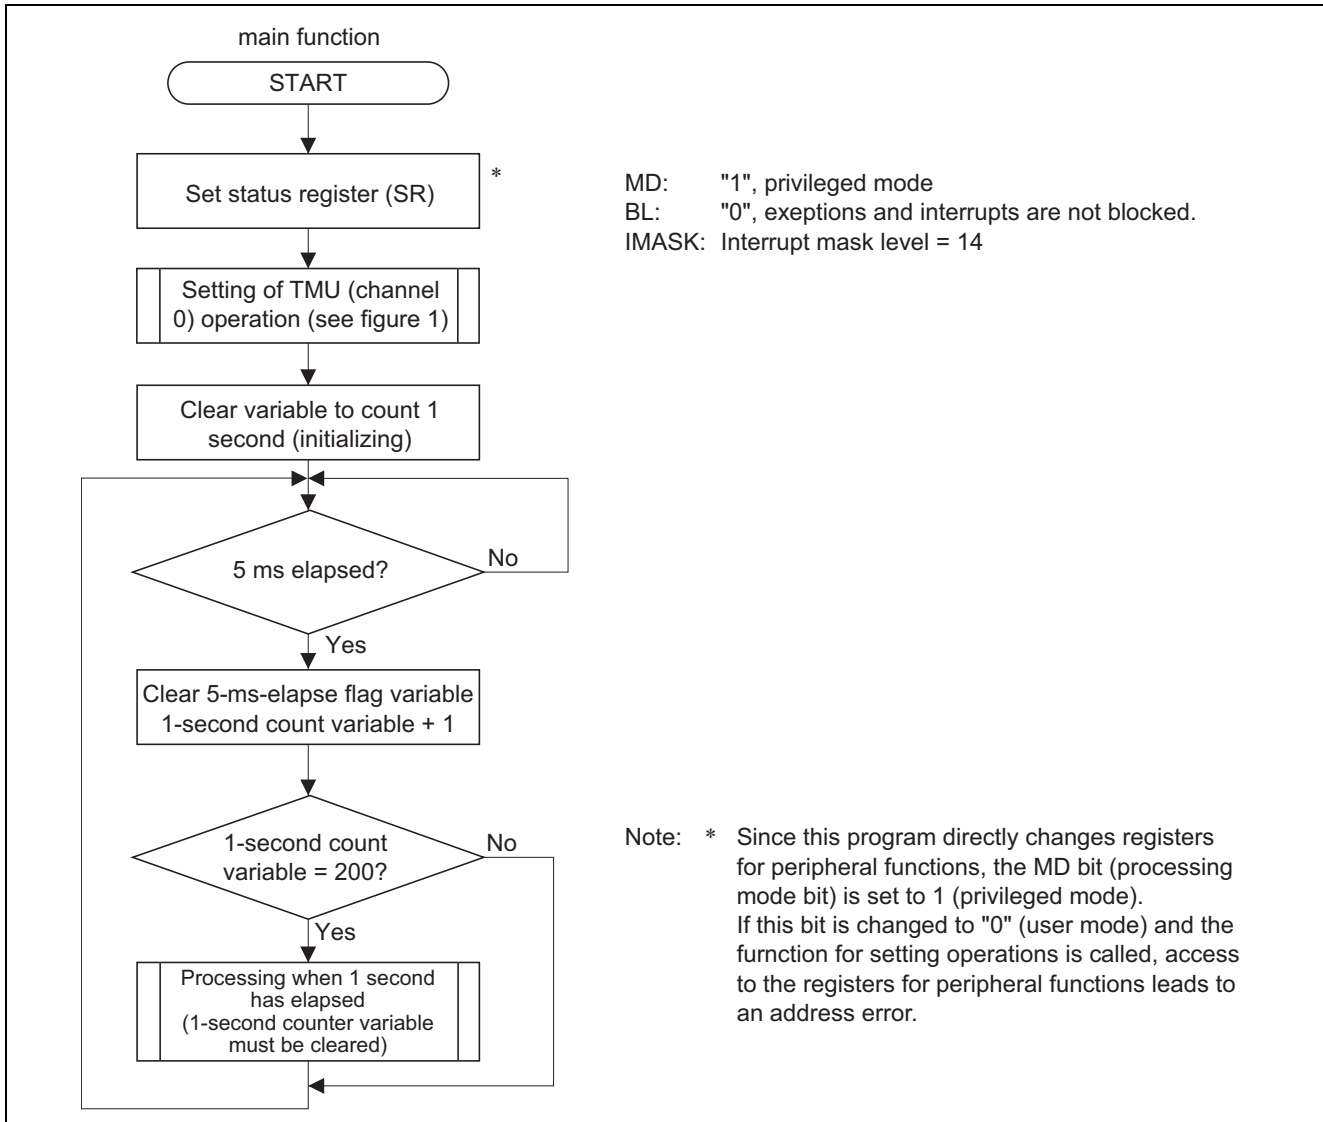 main function
START
Set status register (SR)
*
MD: "1", privileged mode
BL: "0", exeptions and interrupts are not blocked.
IMASK: Interrupt mask level = 14
Setting of TMU (channel
0) operation (see figure 1)
Clear variable to count 1
second (initializing)
5 ms elapsed?
No
Yes
Clear 5-ms-elapse flag variable
1-second count variable + 1
1-second count
variable = 200?
No
Yes
Processing when 1 second
has elapsed
(1-second counter variable
must be cleared)
Note: * Since this program directly changes registers
for peripheral functions, the MD bit (processing
mode bit) is set to 1 (privileged mode).
If this bit is changed to "0" (user mode) and the
furnction for setting operations is called, access
to the registers for peripheral functions leads to
an address error.